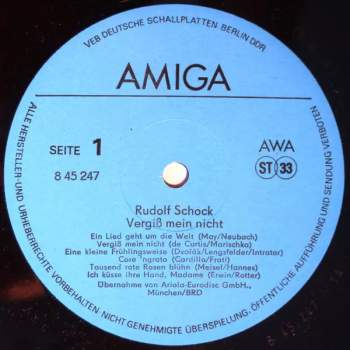 VEB DEUTSCHE SCHALLPLATTEN BERLIN DDR
AMIGA
SEITE 1
8 45 247
AWA
ST 33
Rudolf Schock
Vergiß mein nicht
Ein Lied geht um die Welt (May/Neubach)
Vergiß mein nicht (de Curtis/Marischka)
Eine kleine Frühlingsweise (Dvořák/Lengsfelder/Intrator)
Core 'ngrata (Cardillo/Frat)
Tausend rote Rosen blühn (Meisel/Hannes)
Ich küsse ihre Hand, Madame (Erwin/Rotter)
Übernahme von Ariola-Eurodisc GmbH.,
München/BRD
ALLE HERSTELLER- UND URHEBERRECHTE VORBEHALTEN. NICHT GENEHMIGTE ÜBERSPIELUNG, ÖFFENTLICHE AUFFÜHRUNG UND SENDUNG VERBOTEN